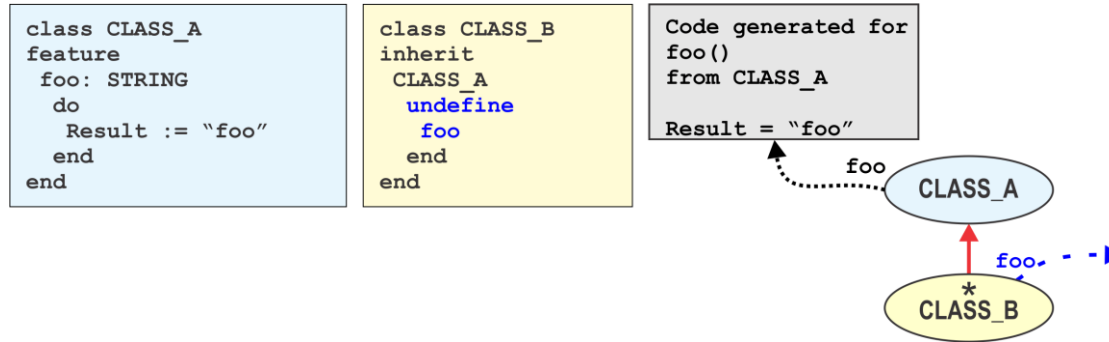 class CLASS_A
feature
foo: STRING
do
Result := “foo”
end
end
class CLASS_B
inherit
CLASS_A
undefine
foo
end
end
Code generated for
foo()
from CLASS_A
Result = “foo”
foo
CLASS_A
foo
*
CLASS_B